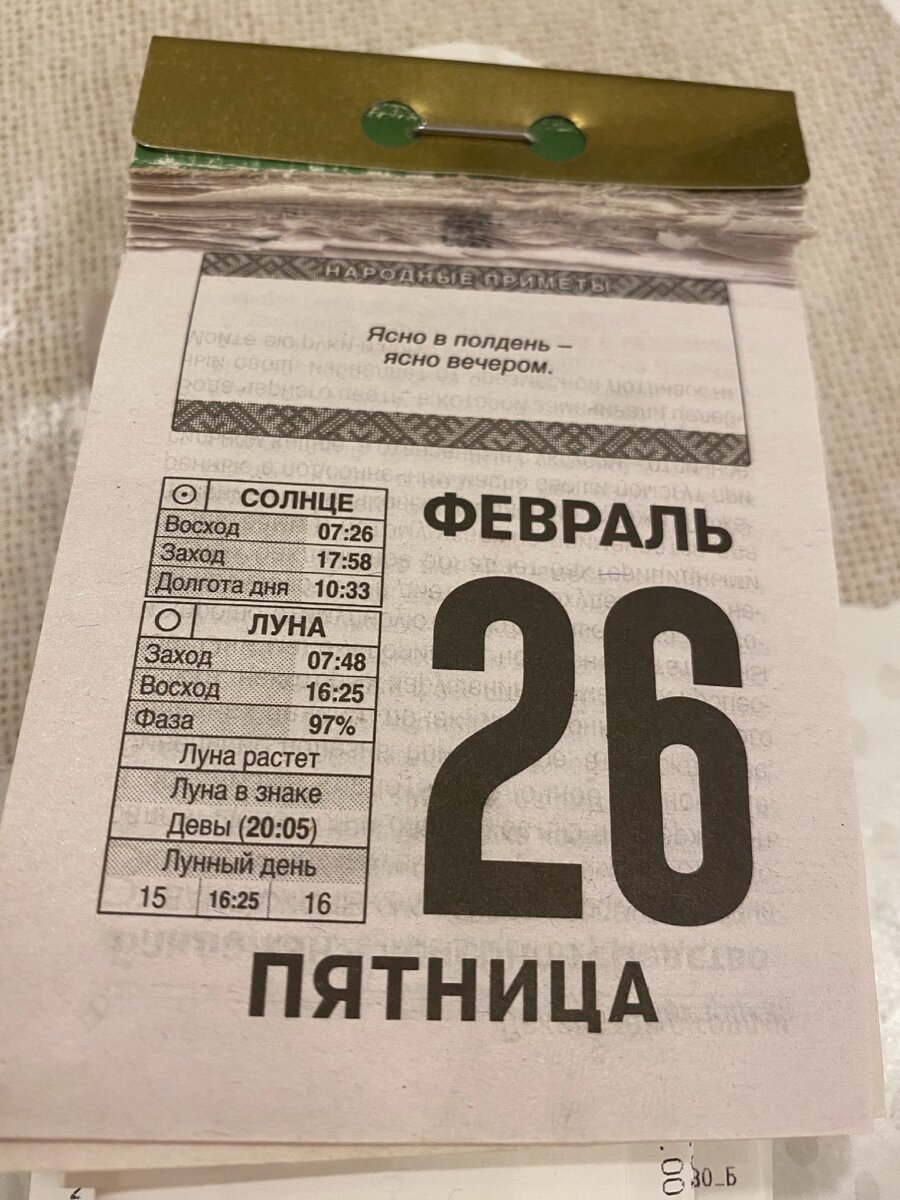 НАРОДНЫЕ ПРИМЕТЫ
Ясно в полдень –
ясно вечером.
СОЛНЦЕ
Восход 07:26
Заход 17:58
Долгота дня 10:33
ЛУНА
Заход 07:48
Восход 16:25
Фаза 97%
Луна растет
Луна в знаке
Девы (20:05)
Лунный день
15 16:25 16
ФЕВРАЛЬ
26
ПЯТНИЦА